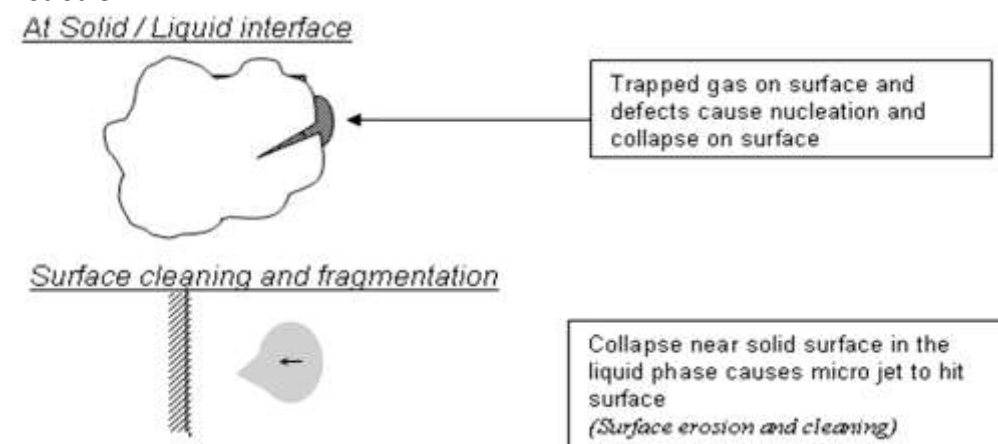 At Solid / Liquid interface
Trapped gas on surface and
defects cause nucleation and
collapse on surface
Surface cleaning and fragmentation
Collapse near solid surface in the
liquid phase causes micro jet to hit
surface
(Surface erosion and cleaning)